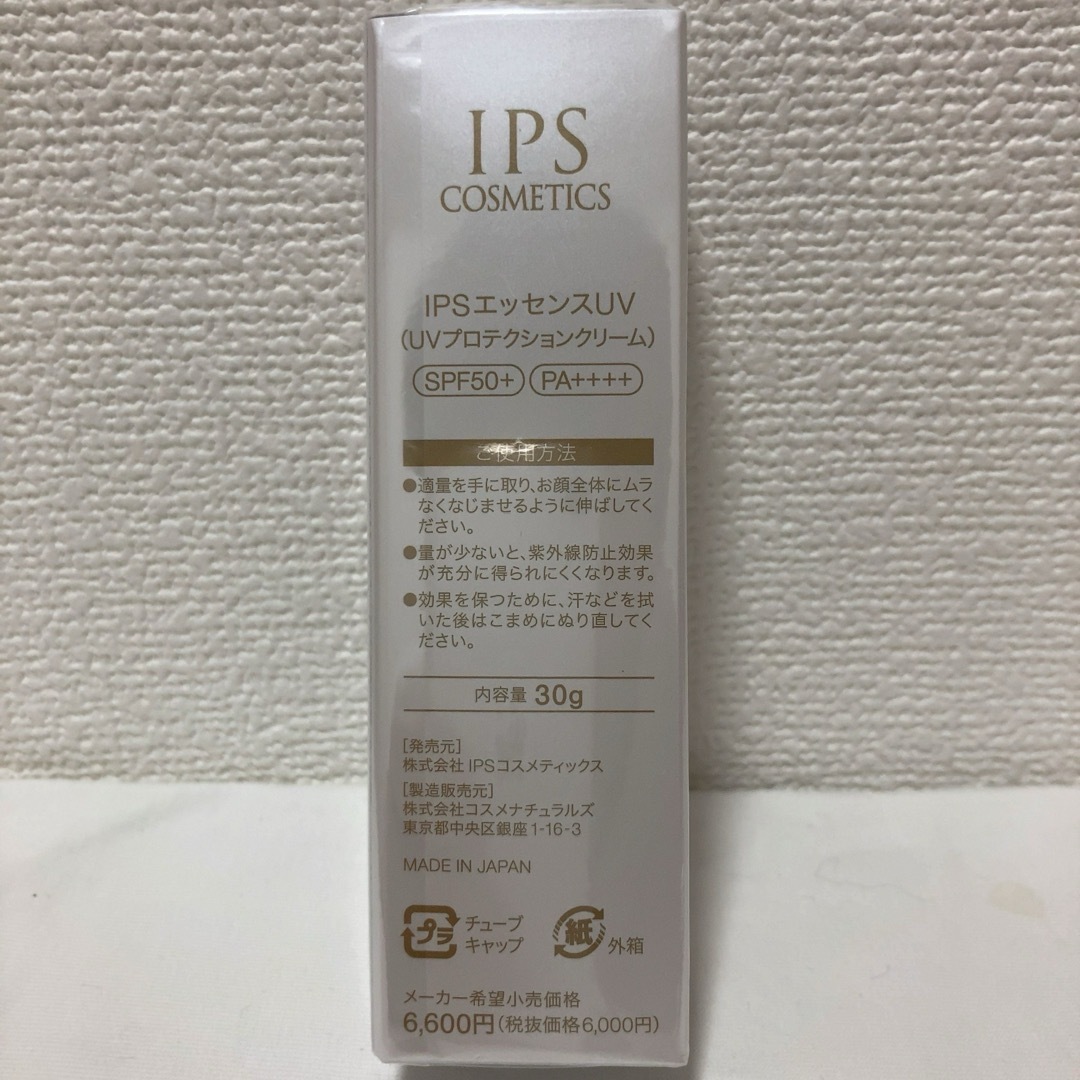 IPS
COSMETICS
IPSエッセンスUV
(UVプロテクションクリーム)
SPF50+ PA++++
ご使用方法
●適量を手に取り、お顔全体にムラ
なくなじませるように伸ばしてく
ださい。
●量が少ないと、紫外線防止効果
が充分に得られにくくなります。
●効果を保つために、汗などを拭
いた後はこまめにぬり直してく
ださい。
内容量 30g
[発売元]
株式会社 IPSコスメティックス
[製造販売元]
株式会社コスメナチュラルズ
東京都中央区銀座1-16-3
MADE IN JAPAN
プラ チューブ
キャップ
紙 外箱
メーカー希望小売価格
6,600円(税抜価格6,000円)